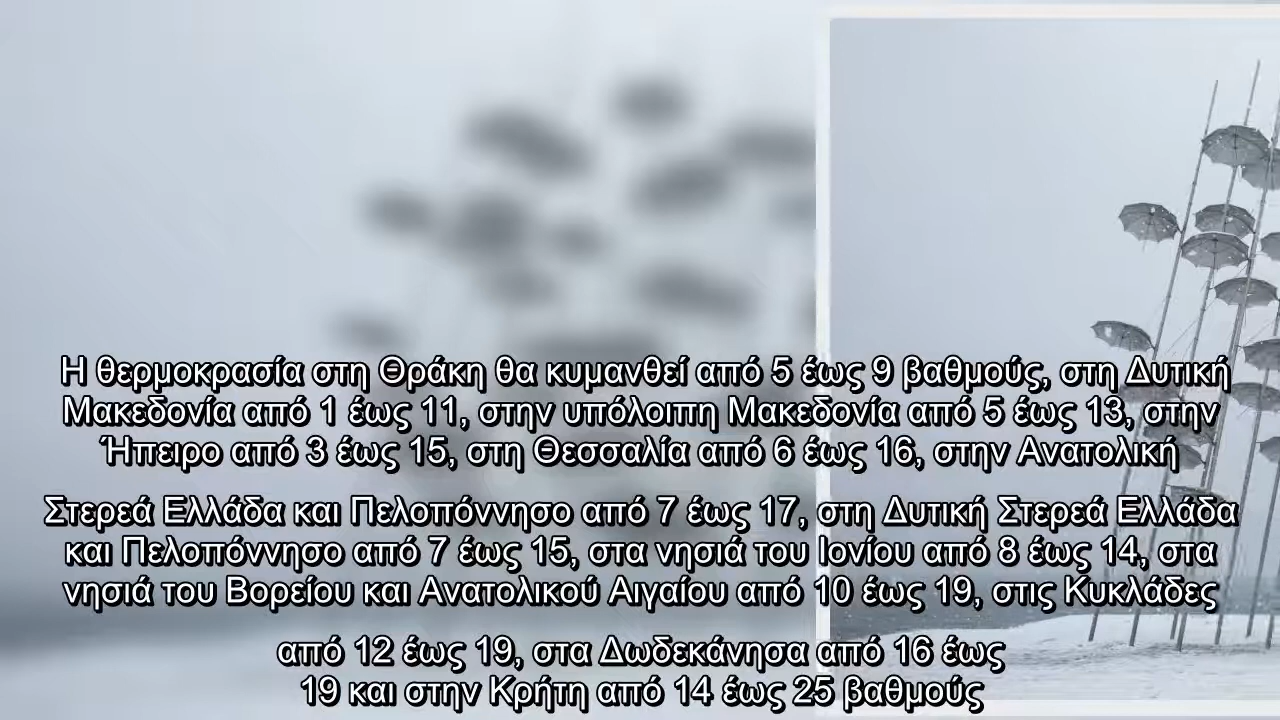 Η θερμοκρασία στη Θράκη θα κυμανθεί από 5 έως 9 βαθμούς, στη Δυτική
Μακεδονία από 1 έως 11, στην υπόλοιπη Μακεδονία από 5 έως 13, στην
Ήπειρο από 3 έως 15, στη Θεσσαλία από 6 έως 16, στην Ανατολική
Στερεά Ελλάδα και Πελοπόννησο από 7 έως 17, στη Δυτική Στερεά Ελλάδα
και Πελοπόννησο από 7 έως 15, στα νησιά του Ιονίου από 8 έως 14, στα
νησιά του Βορείου και Ανατολικού Αιγαίου από 10 έως 19, στις Κυκλάδες
από 12 έως 19, στα Δωδεκάνησα από 16 έως
19 και στην Κρήτη από 14 έως 25 βαθμούς